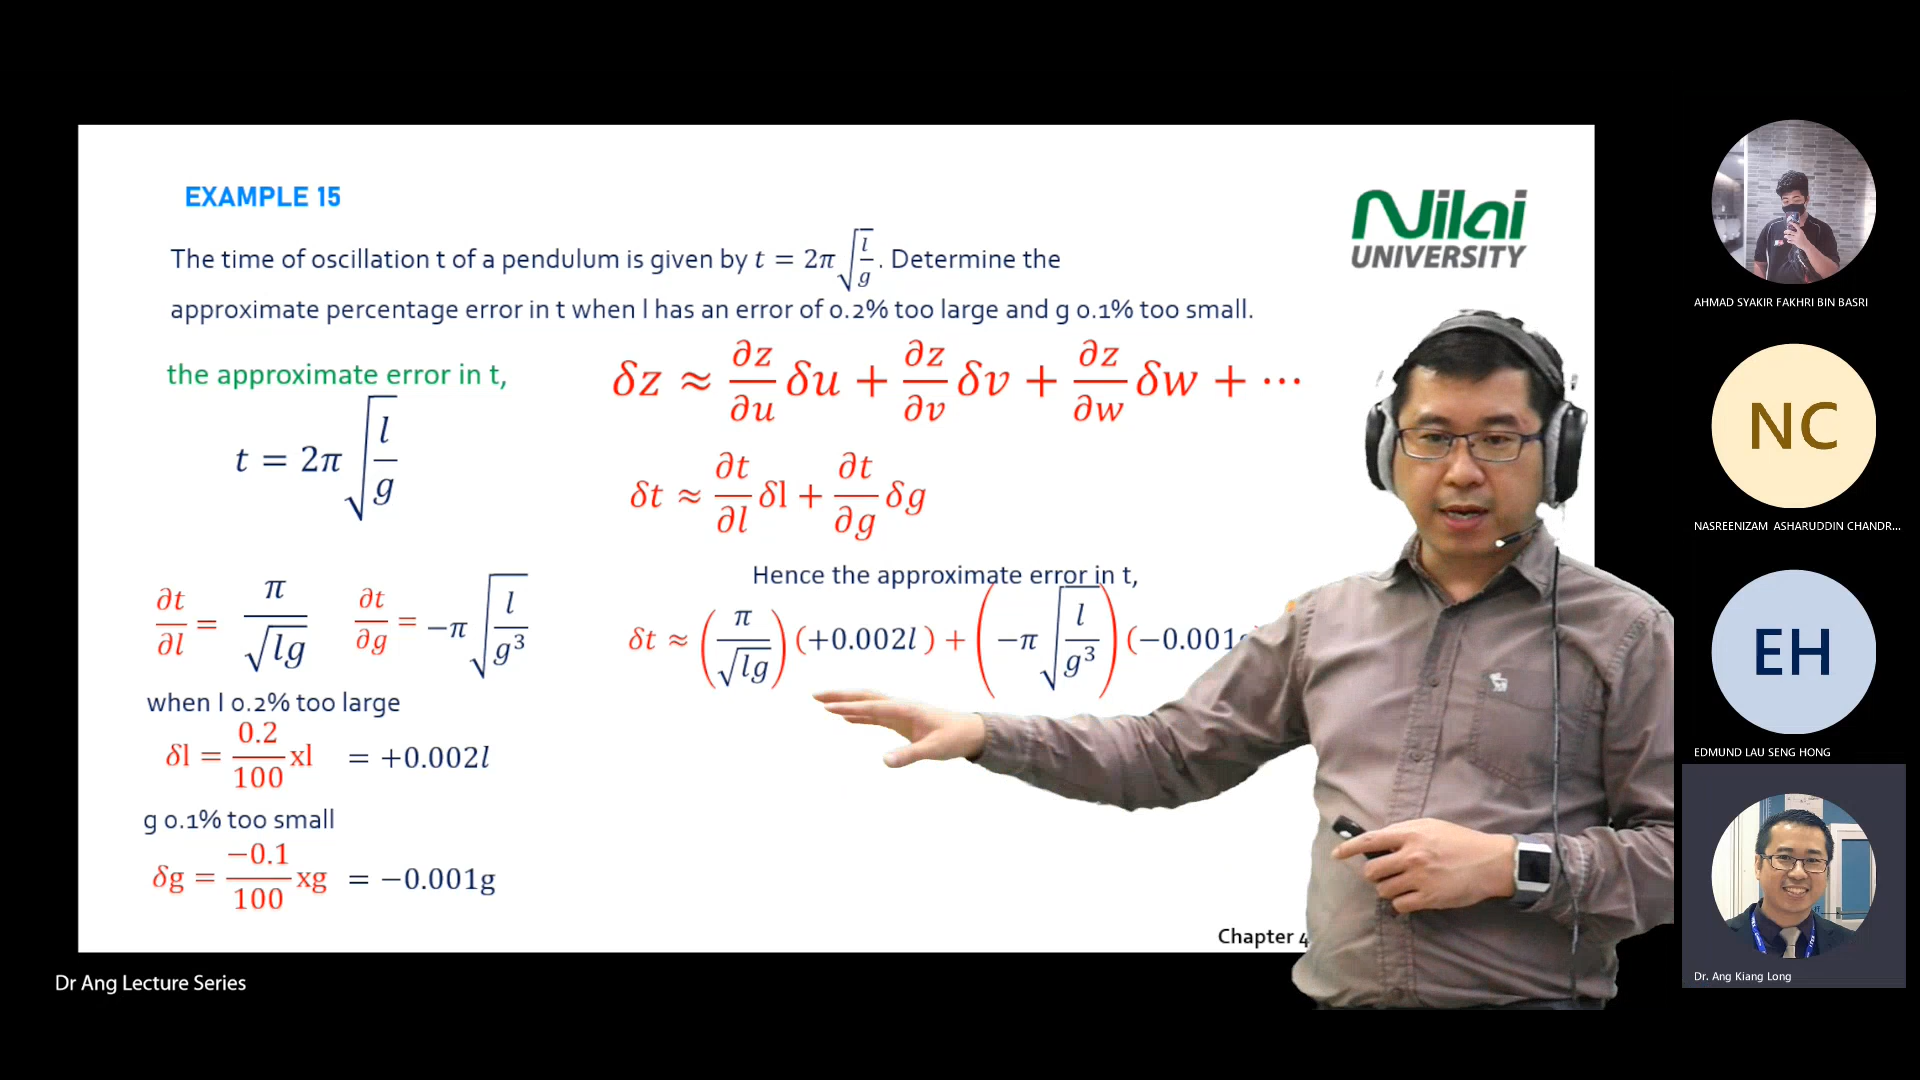 EXAMPLE 15
Nilai
UNIVERSITY
The time of oscillation t of a pendulum is given by t = 2π√(l/g). Determine the
approximate percentage error in t when l has an error of 0.2% too large and g 0.1% too small.
the approximate error in t,
t = 2π√(l/g)
δz ≈ ∂z/∂u δu + ∂z/∂v δv + ∂z/∂w δw + ⋯
δt ≈ ∂t/∂l δl + ∂t/∂g δg
∂t/∂l = π/√(lg) ∂t/∂g = −π√(l/g³)
when l 0.2% too large
δl = 0.2/100 xl = +0.002l
g 0.1% too small
δg = −0.1/100 xg = −0.001g
Hence the approximate error in t,
δt ≈ (π/√(lg)) (+0.002l) + (−π√(l/g³)) (−0.001
Chapter 4
Dr Ang Lecture Series
AHMAD SYAKIR FAKHRI BIN BASRI
NC
NASREENIZAM ASHARUDDIN CHANDR...
EH
EDMUND LAU SENG HONG
Dr. Ang Kiang Long